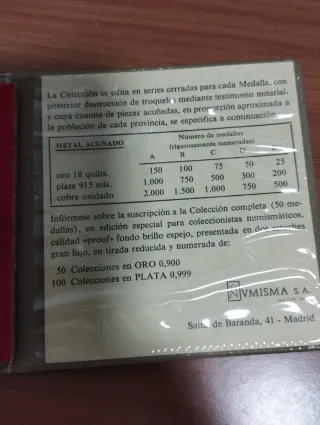 La Colección se edita en series cerradas para cada Medalla, con
posterior destrucción de troqueles mediante testimonio notarial,
y cuya cuantía de piezas acuñadas, en proporción aproximada a
la población de cada provincia, se especifica a continuación.
METAL ACUÑADO
Número de medallas
(rigurosamente numeradas)
A B C D E
oro 18 quilts. 150 100 75 50 25
plata 915 mls. 1.000 750 500 300 200
cobre oxidado 2.000 1.500 1.000 750 500
Infórmese sobre la suscripción a la Colección completa (50 me-
dallas), en edición especial para coleccionistas numismáticos,
calidad «proof» fondo brillo espejo, presentada en dos estuches
gran lujo, en tirada reducida y numerada de:
50 Colecciones en ORO 0,900
100 Colecciones en PLATA 0,999
NVMISMA S.A.
Sainz de Baranda, 41 - Madrid